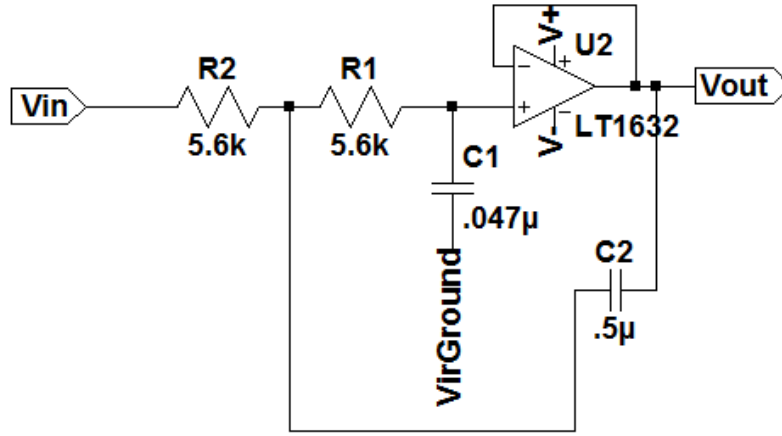 V+
U2
R2
R1
Vin
−
+
+
Vout
5.6k
5.6k
V-
−
LT1632
C1
.047µ
C2
VirGround
.5µ